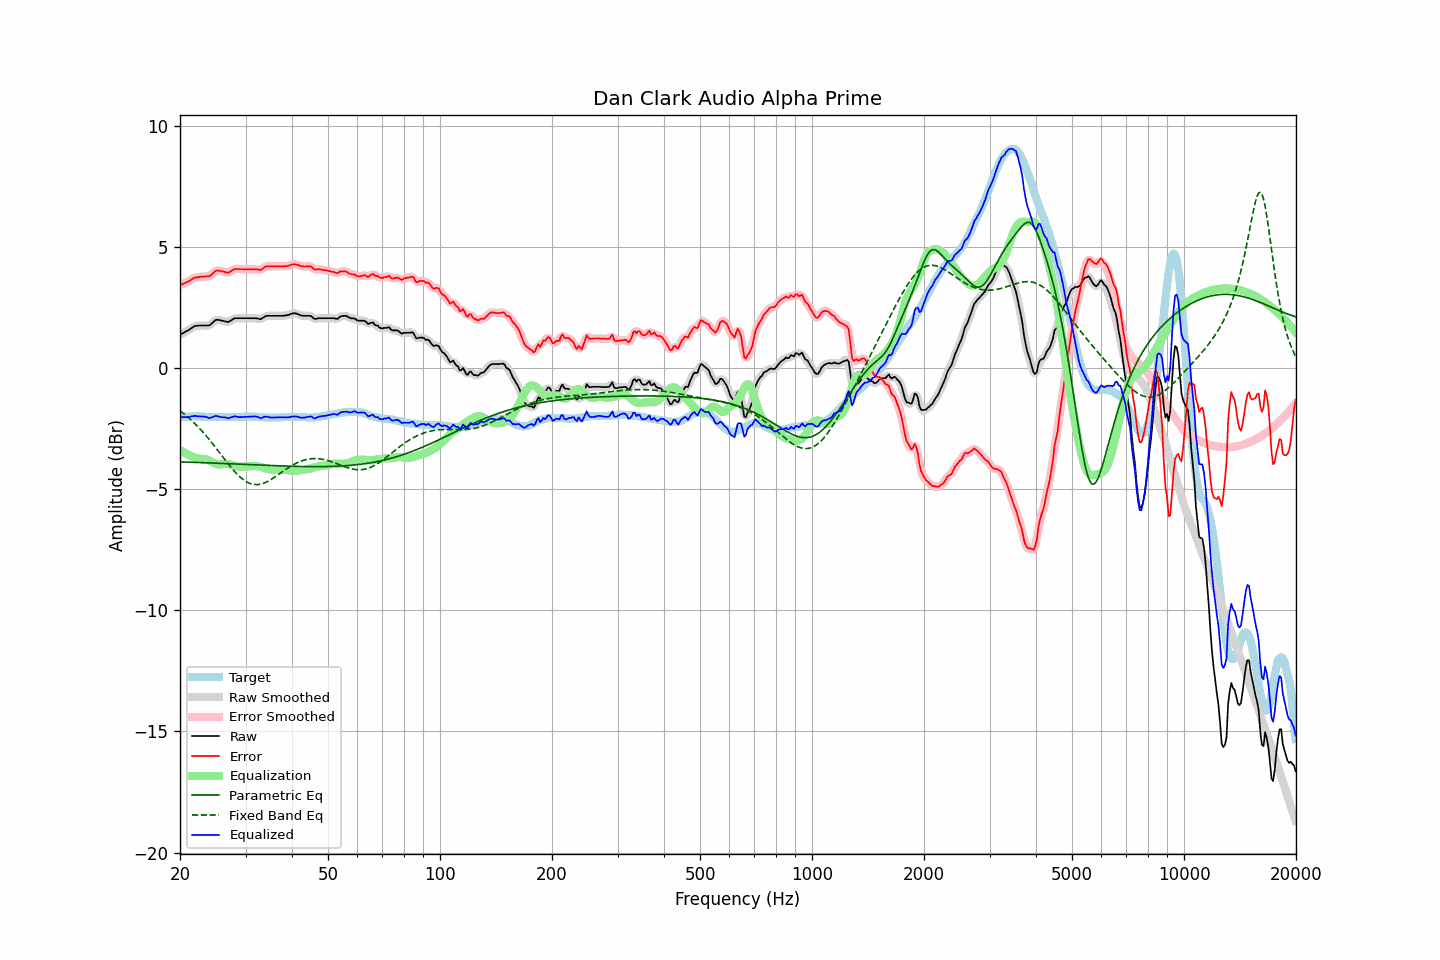 Dan Clark Audio Alpha Prime
10
5
0
−5
−10
−15
−20
Amplitude (dBr)
Target
Raw Smoothed
Error Smoothed
Raw
Error
Equalization
Parametric Eq
Fixed Band Eq
Equalized
20 50 100 200 500 1000 2000 5000 10000 20000
Frequency (Hz)